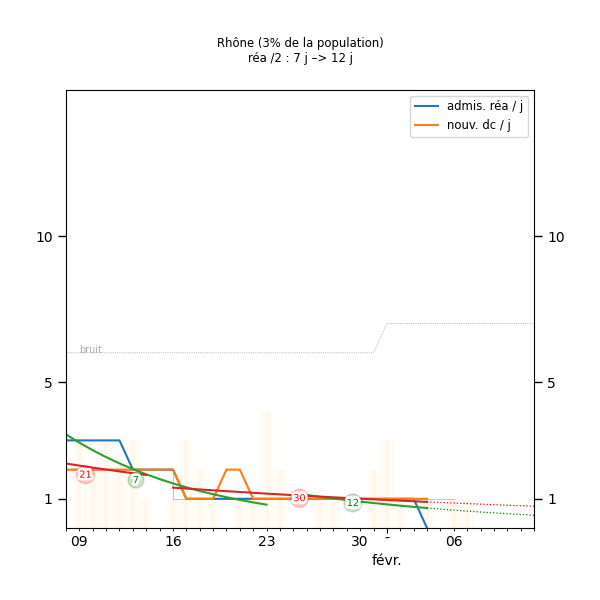 Rhône (3% de la population)
réa /2 : 7 j –> 12 j
admis. réa / j
nouv. dc / j
10
10
bruit
5
5
21
7
30
12
1
1
09
16
23
30
-
06
févr.